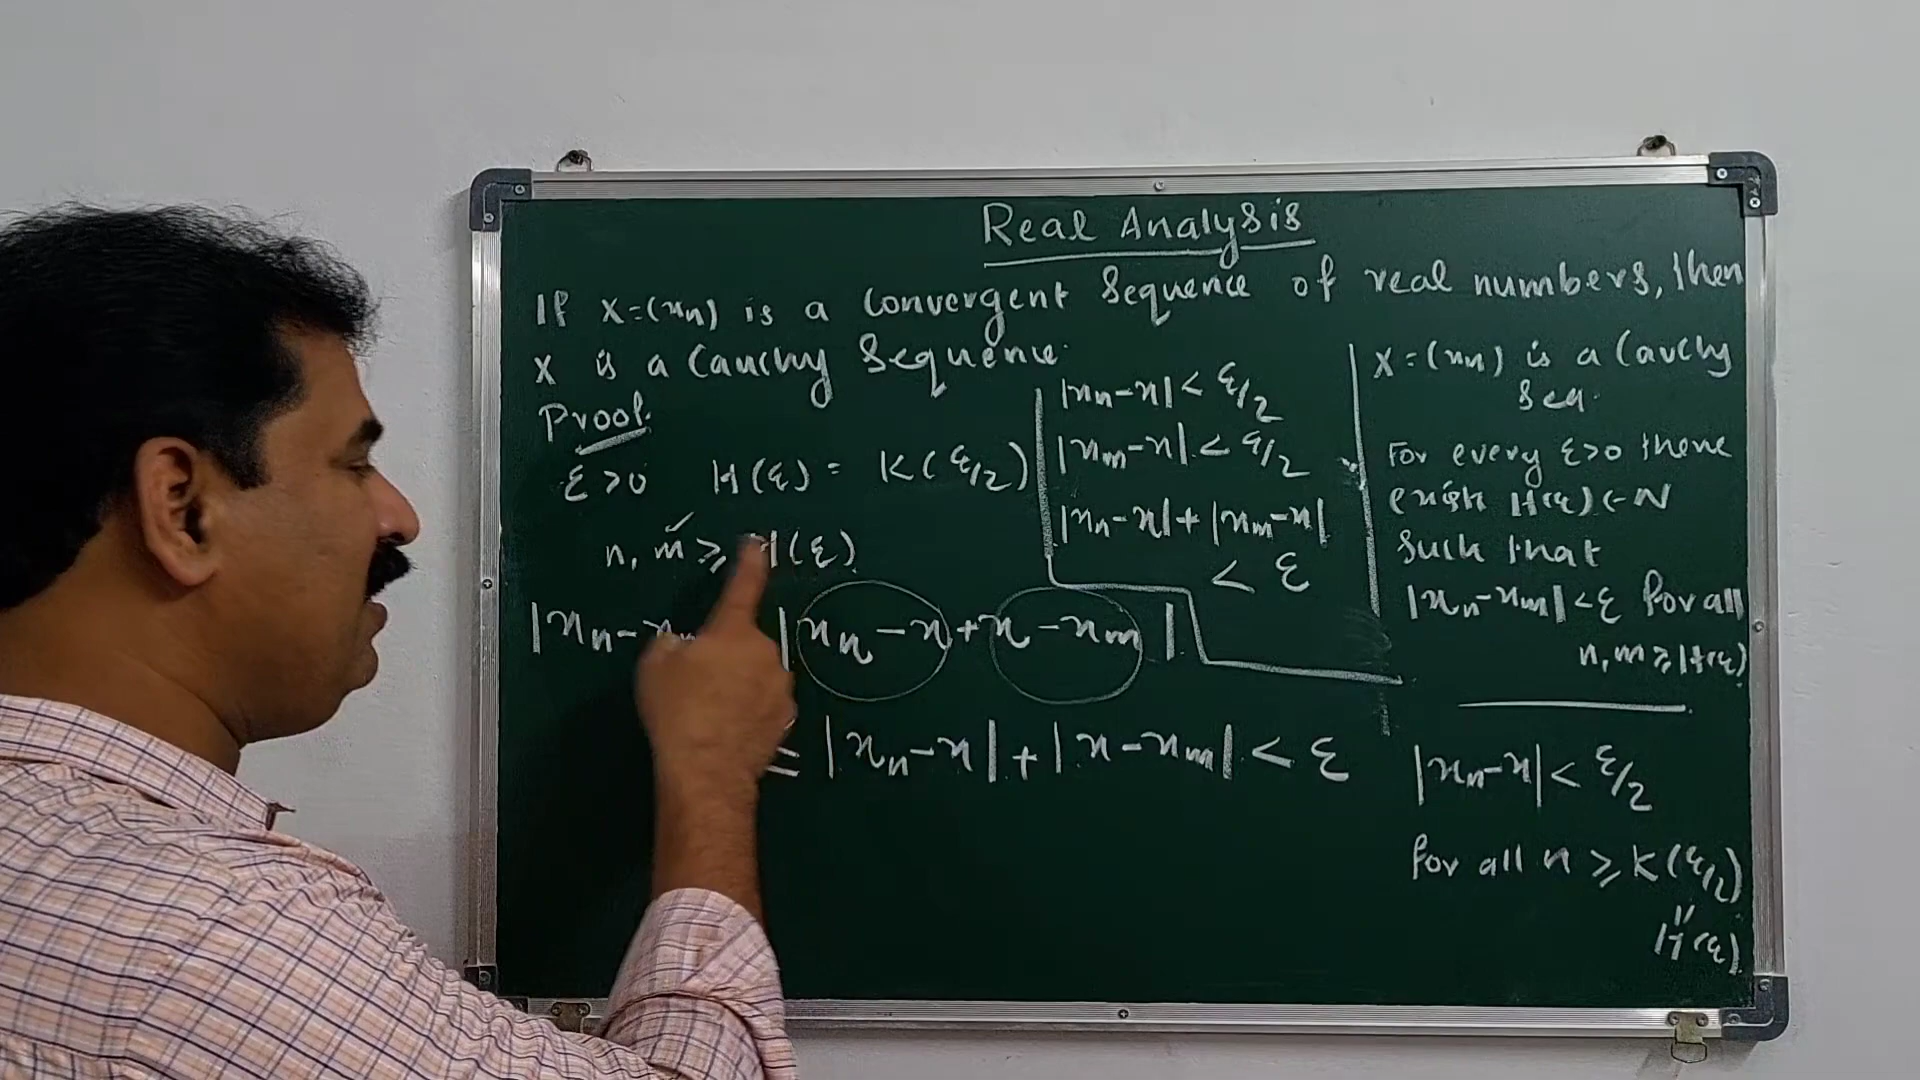 Real Analysis
If X=(xn) is a Convergent Sequence of real numbers, then
X is a Cauchy Sequence.
Proof.
ε>0 H(ε) = K(ε/2)
n, m ≥ H(ε).
|xn-x| < ε/2
|xm-x| < ε/2
|xn-x| + |xm-x|
< ε
|xn-xm |xn-x+x-xm|
≤ |xn-x| + |x-xm| < ε
X=(xn) is a Cauchy
Seq.
For every ε>0 there
exists H(ε) ∈ N
Such that
|xn-xm| < ε for all
n, m ≥ H(ε)
|xn-x| < ε/2
for all n ≥ K(ε/2)
"
H(ε)